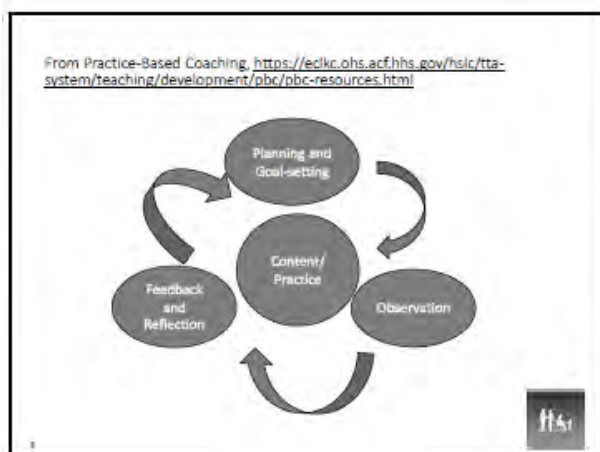 From Practice-Based Coaching, https://eclkc.ohs.acf.hhs.gov/hslc/tta-
system/teaching/development/pbc/pbc-resources.html
Planning and
Goal-setting
Content/
Practice
Feedback
and
Reflection
Observation